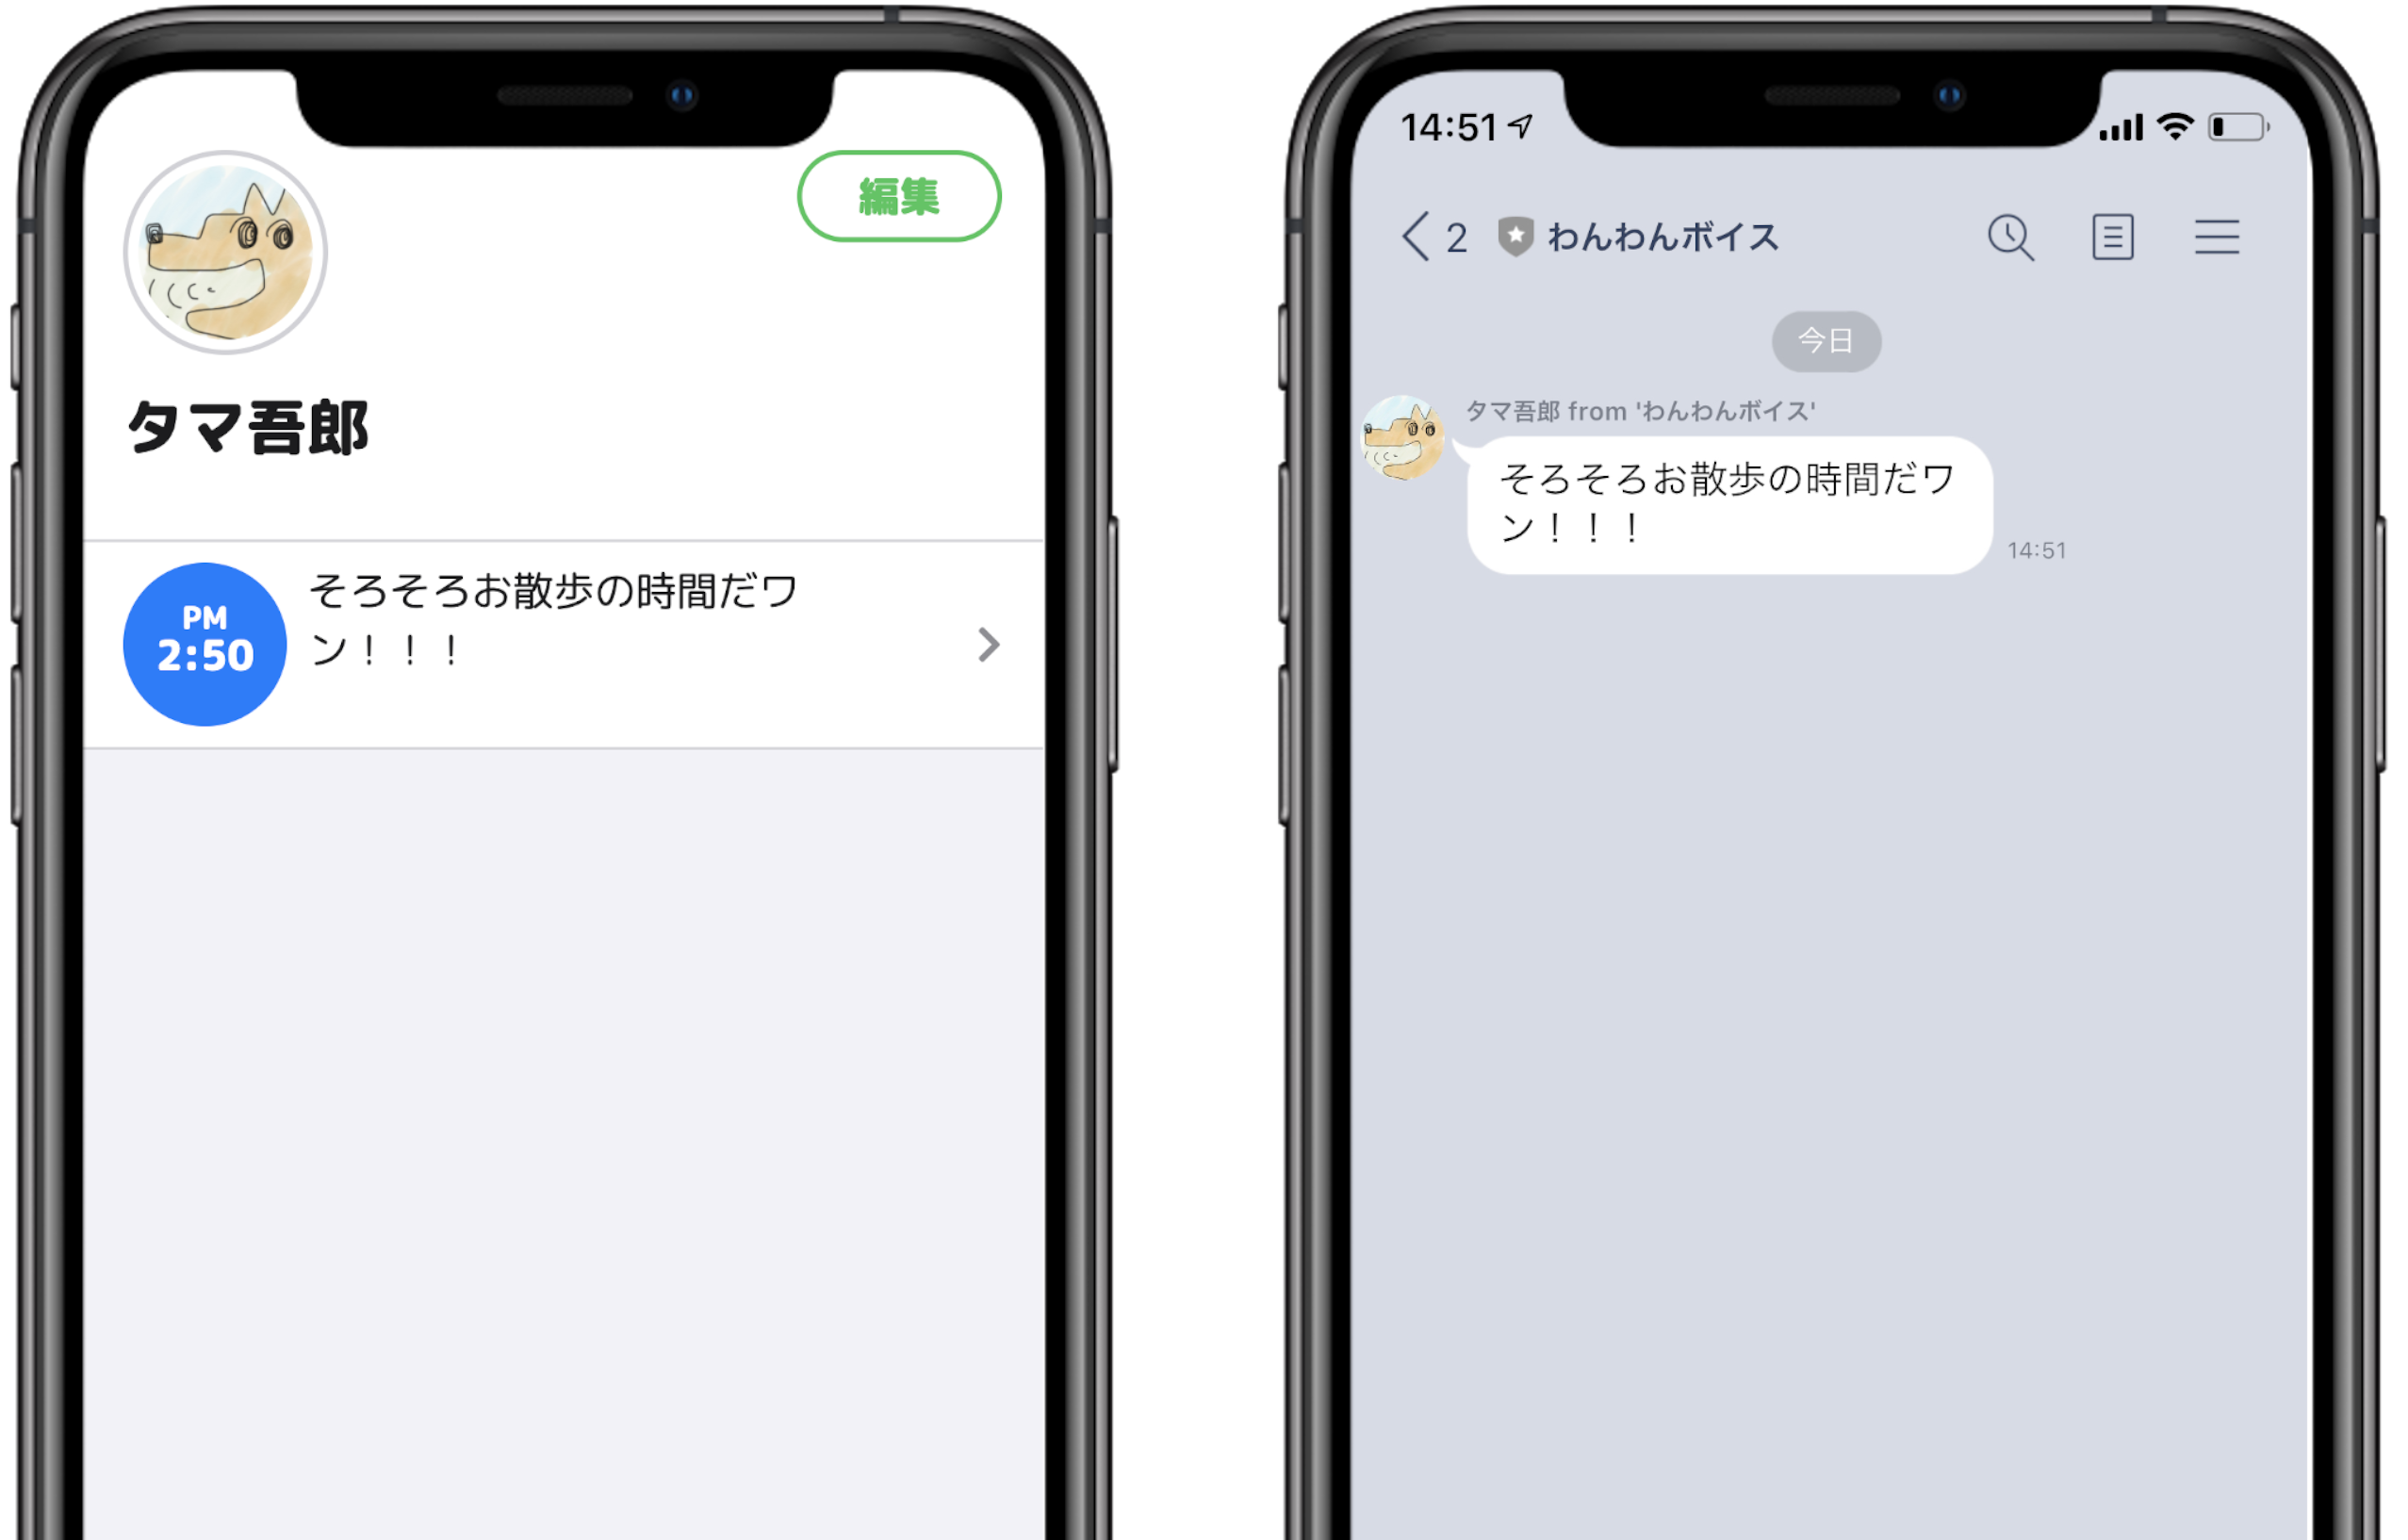 編集
タマ吾郎
PM
2:50
そろそろお散歩の時間だワ
ン！！！
14:51
2 わんわんボイス
今日
タマ吾郎 from 'わんわんボイス'
そろそろお散歩の時間だワ
ン！！！
14:51